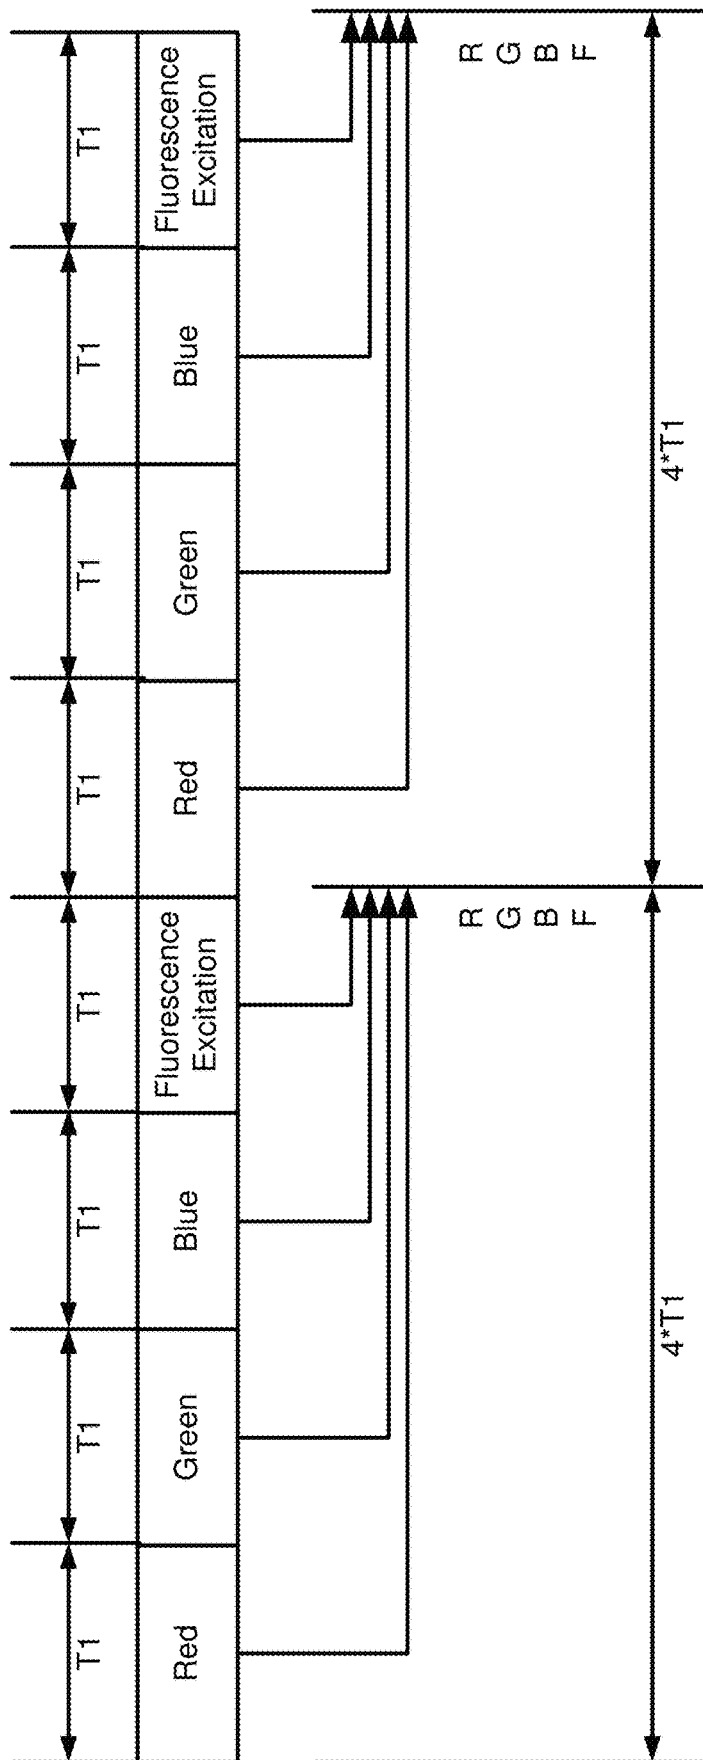 T1
T1
T1
T1
T1
T1
T1
T1
Red
Green
Blue
Fluorescence
Excitation
Red
Green
Blue
Fluorescence
Excitation
R
G
B
F
R
G
B
F
4*T1
4*T1